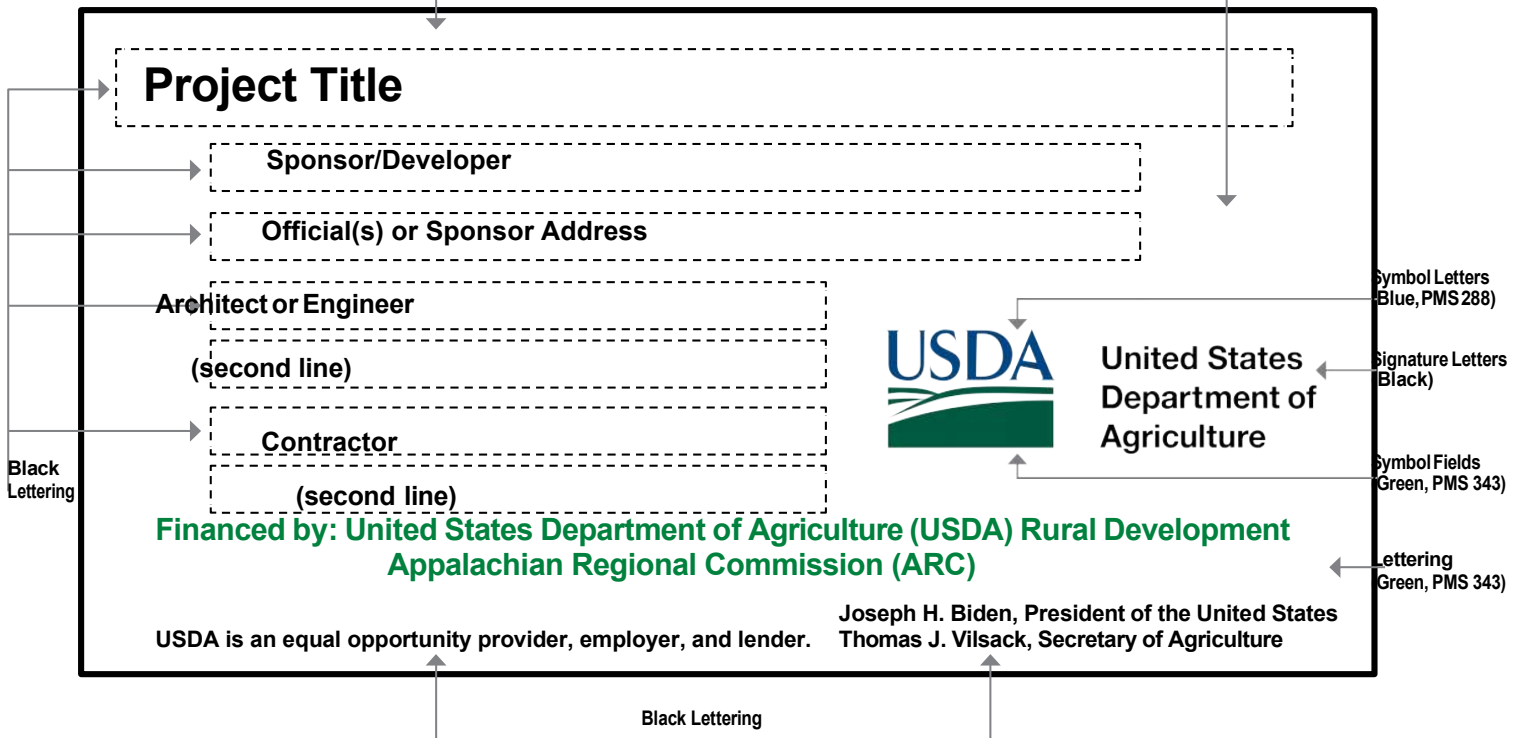 Project Title
Sponsor/Developer
Official(s) or Sponsor Address
Architect or Engineer
(second line)
Contractor
(second line)
Black
Lettering
USDA
United States
Department of
Agriculture
Symbol Letters
Blue, PMS 288)
Signature Letters
Black)
Symbol Fields
Green, PMS 343)
Financed by: United States Department of Agriculture (USDA) Rural Development
Appalachian Regional Commission (ARC)
Lettering
Green, PMS 343)
USDA is an equal opportunity provider, employer, and lender.
Joseph H. Biden, President of the United States
Thomas J. Vilsack, Secretary of Agriculture
Black Lettering